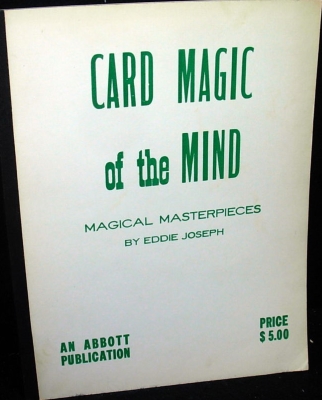 CARD MAGIC
of the MIND
MAGICAL MASTERPIECES
BY EDDIE JOSEPH
AN ABBOTT
PUBLICATION
PRICE
$5.00